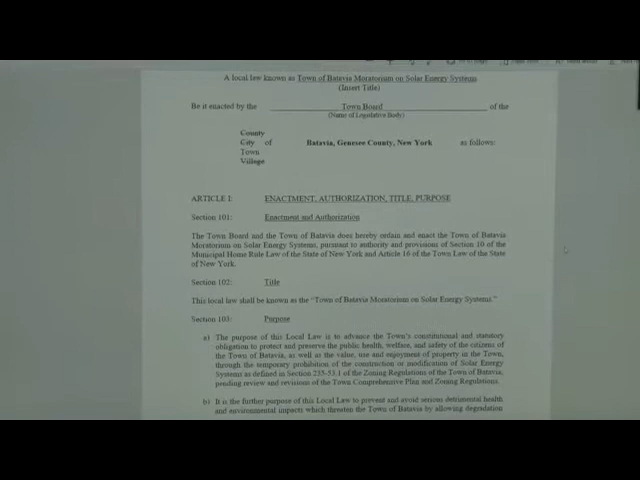 A local law known as Town of Batavia Moratorium on Solar Energy Systems
(Insert Title)
Be it enacted by the Town Board of the
(Name of Legislative Body)
County
City of Batavia, Genesee County, New York as follows:
Town
Village
ARTICLE I: ENACTMENT, AUTHORIZATION, TITLE, PURPOSE
Section 101: Enactment and Authorization
The Town Board and the Town of Batavia does hereby ordain and enact the Town of Batavia
Moratorium on Solar Energy Systems, pursuant to authority and provisions of Section 10 of the
Municipal Home Rule Law of the State of New York and Article 16 of the Town Law of the State
of New York.
Section 102: Title
This local law shall be known as the "Town of Batavia Moratorium on Solar Energy Systems."
Section 103: Purpose
a) The purpose of this Local Law is to advance the Town's constitutional and statutory
obligation to protect and preserve the public health, welfare, and safety of the citizens of
the Town of Batavia, as well as the value, use and enjoyment of property in the Town,
through the temporary prohibition of the construction or modification of Solar Energy
Systems as defined in Section 235-53.1 of the Zoning Regulations of the Town of Batavia,
pending review and revisions of the Town Comprehensive Plan and Zoning Regulations.
b) It is the further purpose of this Local Law to prevent and avoid serious detrimental health
and environmental impacts which threaten the Town of Batavia by allowing degradation